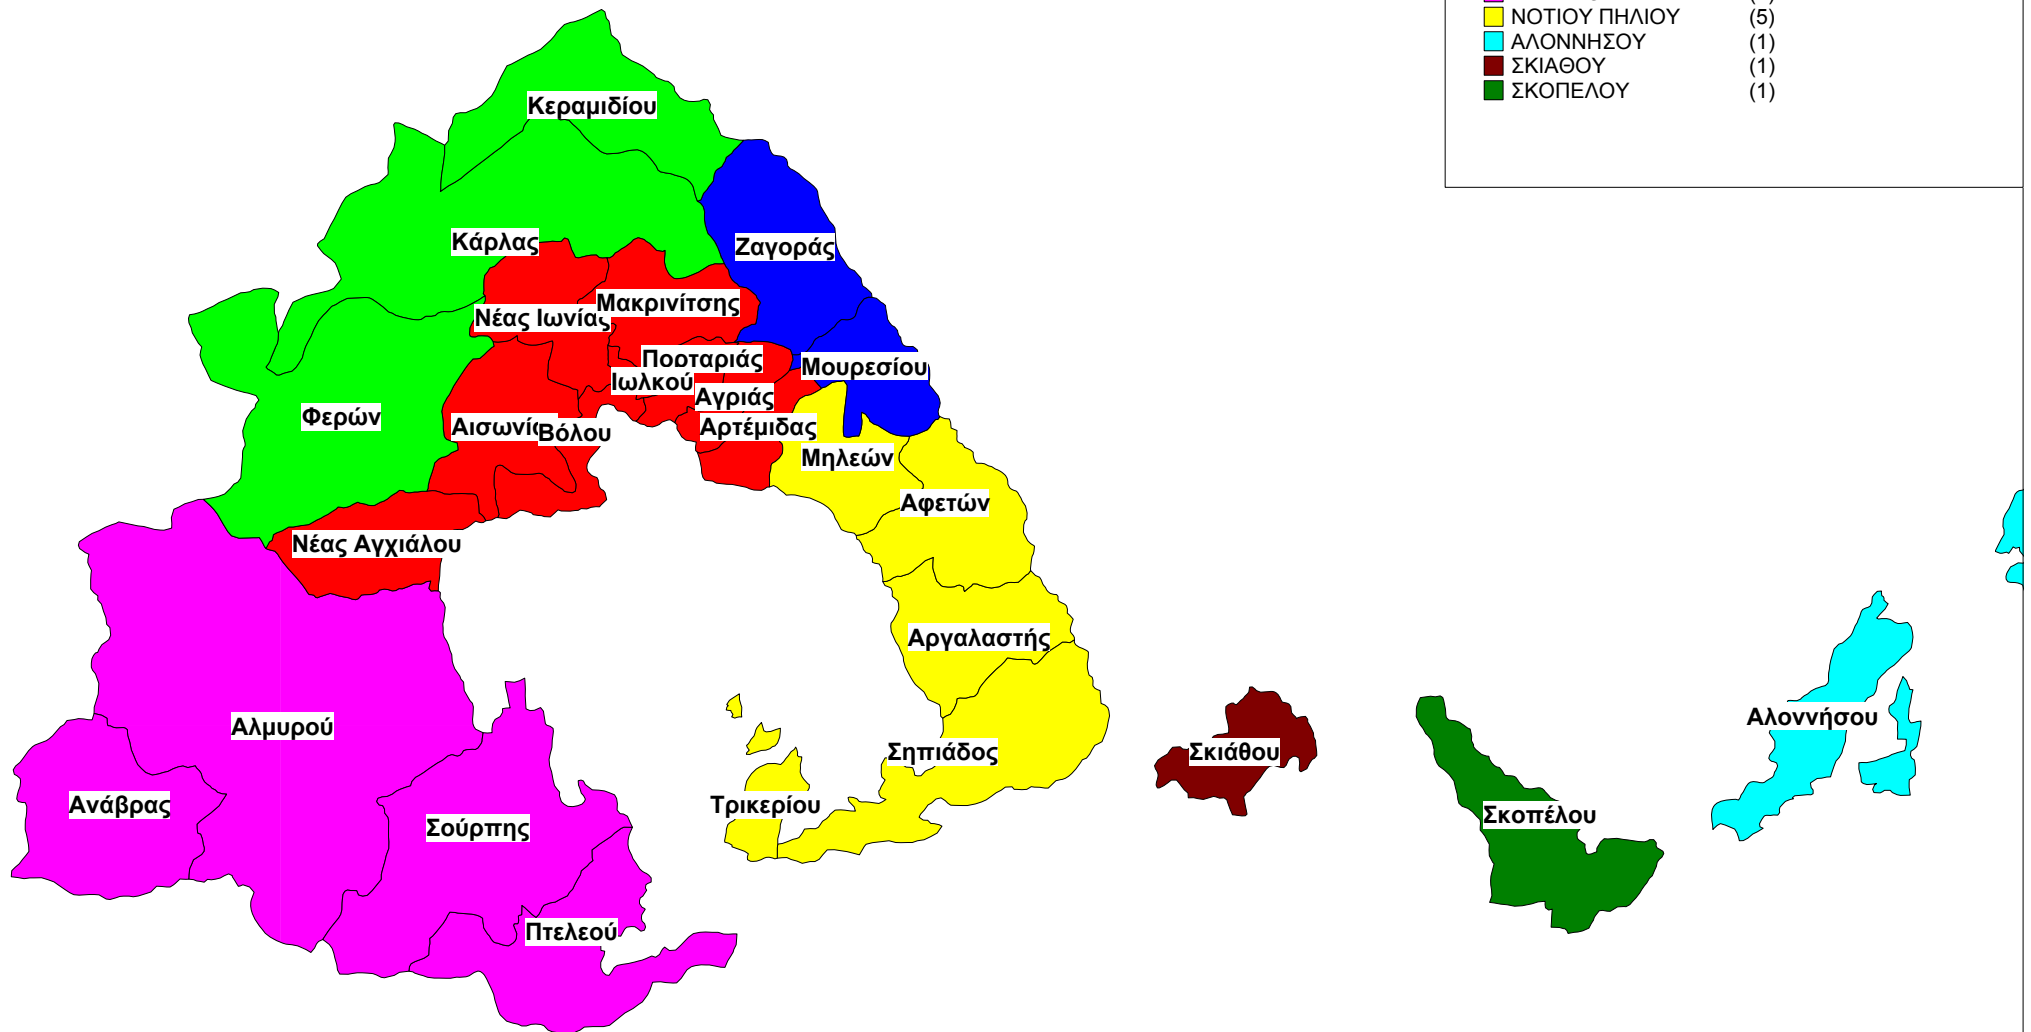 ΝΟΤΙΟΥ ΠΗΛΙΟΥ (5)
ΑΛΟΝΝΗΣΟΥ (1)
ΣΚΙΑΘΟΥ (1)
ΣΚΟΠΕΛΟΥ (1)
Κεραμιδίου
Κάρλας
Ζαγοράς
Μακρινίτσης
Νέας Ιωνίας
Πορταριάς
Μουρεσίου
Ιωλκού
Αγριάς
Φερών
Αρτέμιδας
Βόλου
Μηλεών
Αφετών
Νέας Αγχιάλου
Αργαλαστής
Αλμυρού
Αλοννήσου
Σηπιάδος
Σκιάθου
Ανάβρας
Τρικερίου
Σκοπέλου
Σούρπης
Πτελεού